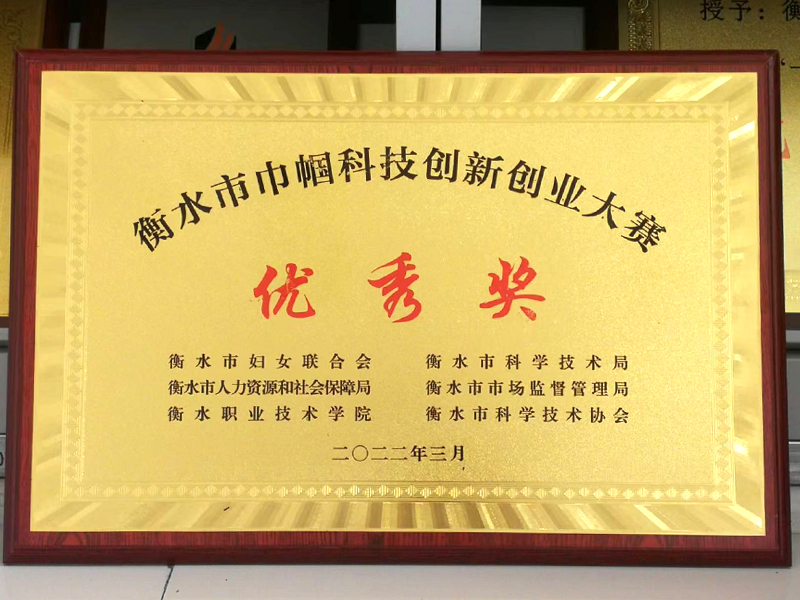 授予：衡
衡水市巾帼科技创新创业大赛
优秀奖
衡水市妇女联合会 衡水市科学技术局
衡水市人力资源和社会保障局 衡水市市场监督管理局
衡水职业技术学院 衡水市科学技术协会
二〇二二年三月